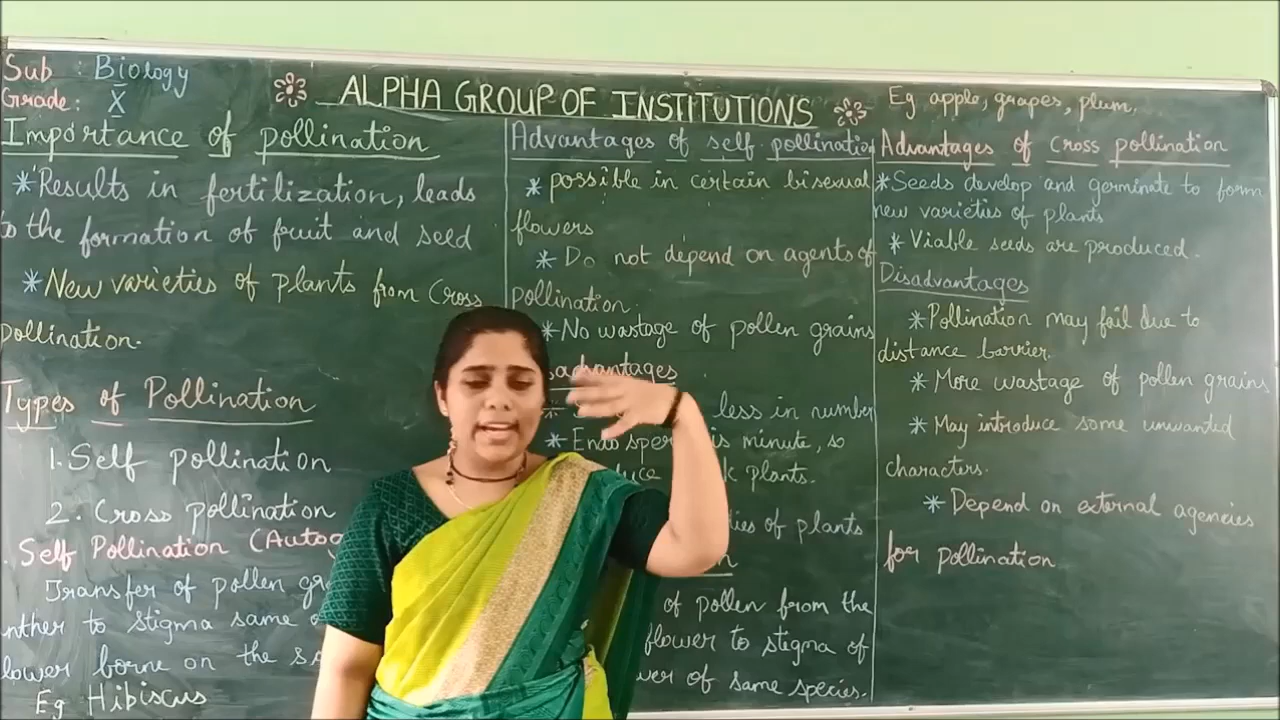 Sub : Biology
Grade: X
ALPHA GROUP OF INSTITUTIONS
Importance of pollination
*Results in fertilization, leads
to the formation of fruit and seed
*New varieties of plants from Cross
pollination.
Types of Pollination
1. Self pollination
2. Cross pollination
Self Pollination (Autog
Transfer of pollen gr
nther to stigma same
lower borne on the sa
Eg Hibiscus
Advantages of self pollination
* possible in certain bisexual
flowers
* Do not depend on agents of
pollination.
*No wastage of pollen grains
sadvantages
less in number
* Endosper is minute, so
uce k plants.
ties of plants
n
of pollen from the
flower to stigma of
wer of same species.
Eg apple, grapes, plum.
Advantages of cross pollination
*Seeds develop and germinate to form
new varieties of plants
* Viable seeds are produced.
Disadvantages
*Pollination may fail due to
distance barrier.
* More wastage of pollen grains
* May introduce some unwanted
characters.
* Depend on external agencies
for pollination